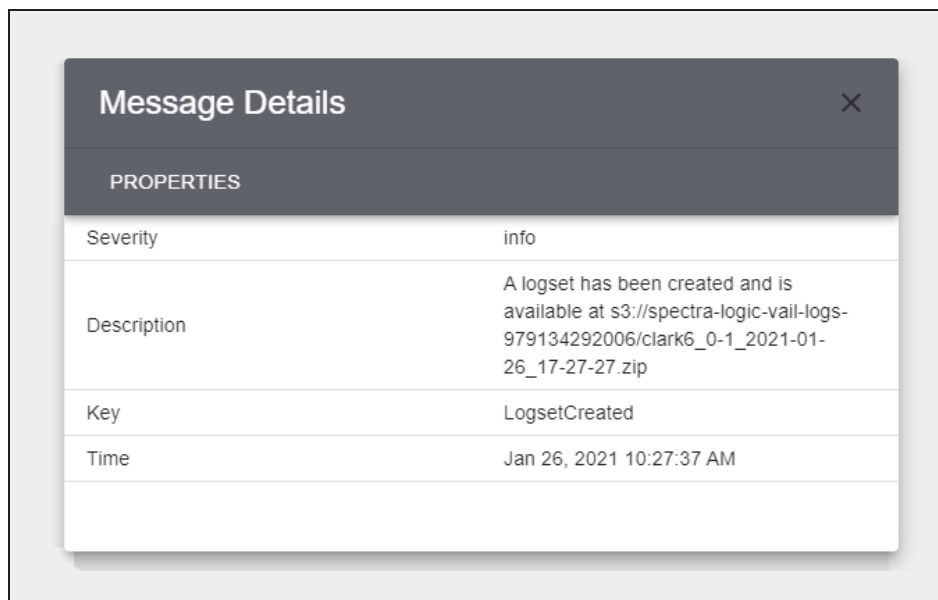 Message Details
PROPERTIES
Severity info
Description A logset has been created and is
available at s3://spectra-logic-vail-logs-
979134292006/clark6_0-1_2021-01-
26_17-27-27.zip
Key LogsetCreated
Time Jan 26, 2021 10:27:37 AM